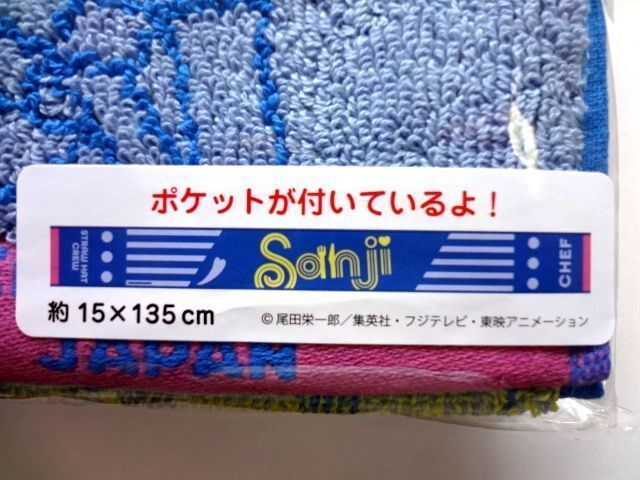 ポケットが付いているよ！
STRAW HAT
CREW
Sanji
CHEF
約 15×135cm
©尾田栄一郎／集英社・フジテレビ・東映アニメーション
JAPAN